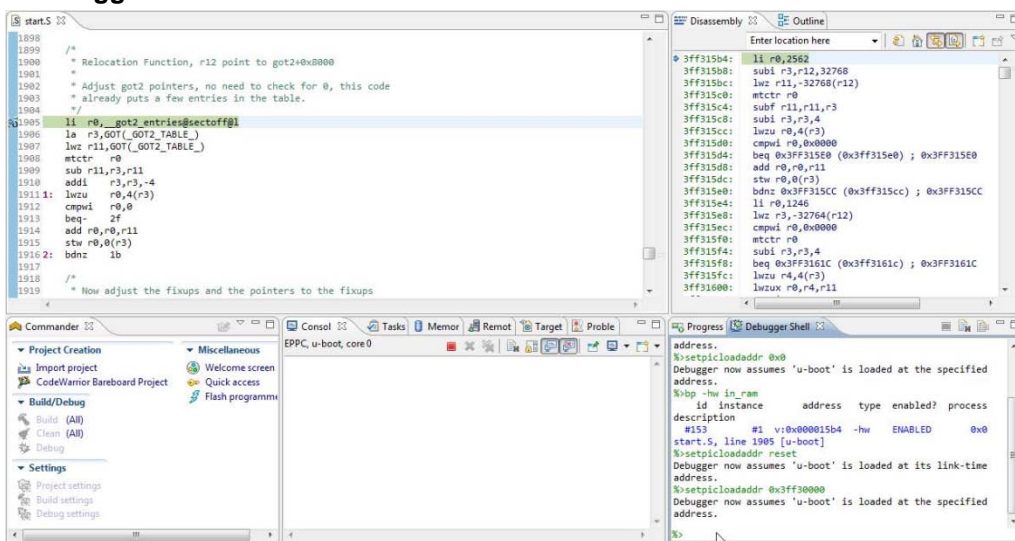 start.S
1898
1899 /*
1900 * Relocation Function, r12 point to got2+0x8000
1901 *
1902 * Adjust got2 pointers, no need to check for 0, this code
1903 * already puts a few entries in the table.
1904 */
1905 li r0,__got2_entries@sectoff@l
1906 la r3,GOT(_GOT2_TABLE_)
1907 lwz r11,GOT(_GOT2_TABLE_)
1908 mtctr r0
1909 sub r11,r3,r11
1910 addi r3,r3,-4
1911 1: lwzu r0,4(r3)
1912 cmpwi r0,0
1913 beq- 2f
1914 add r0,r0,r11
1915 stw r0,0(r3)
1916 2: bdnz 1b
1917
1918 /*
1919 * Now adjust the fixups and the pointers to the fixups
Disassembly Outline
Enter location here
3ff315b4: li r0,2562
3ff315b8: subi r3,r12,32768
3ff315bc: lwz r11,-32768(r12)
3ff315c0: mtctr r0
3ff315c4: subf r11,r11,r3
3ff315c8: subi r3,r3,4
3ff315cc: lwzu r0,4(r3)
3ff315d0: cmpwi r0,0x0000
3ff315d4: beq 0x3FF315E0 (0x3ff315e0) ; 0x3FF315E0
3ff315d8: add r0,r0,r11
3ff315dc: stw r0,0(r3)
3ff315e0: bdnz 0x3FF315CC (0x3ff315cc) ; 0x3FF315CC
3ff315e4: li r0,1246
3ff315e8: lwz r3,-32764(r12)
3ff315ec: cmpwi r0,0x0000
3ff315f0: mtctr r0
3ff315f4: subi r3,r3,4
3ff315f8: beq 0x3FF3161C (0x3ff3161c) ; 0x3FF3161C
3ff315fc: lwzu r4,4(r3)
3ff31600: lwzux r0,r4,r11
Commander
Project Creation
Import project
CodeWarrior Bareboard Project
Build/Debug
Build (All)
Clean (All)
Debug
Settings
Project settings
Build settings
Debug settings
Miscellaneous
Welcome screen
Quick access
Flash programme
Consol Tasks Memor Remot Target Proble
EPPC, u-boot, core 0
Progress Debugger Shell
address.
%>setpicloadaddr 0x0
Debugger now assumes 'u-boot' is loaded at the specified
address.
%>bp -hw in_ram
id instance address type enabled? process
description
#153 #1 v:0x000015b4 -hw ENABLED 0x0
start.S, line 1905 [u-boot]
%>setpicloadaddr reset
Debugger now assumes 'u-boot' is loaded at its link-time
address.
%>setpicloadaddr 0x3ff30000
Debugger now assumes 'u-boot' is loaded at the specified
address.
%>